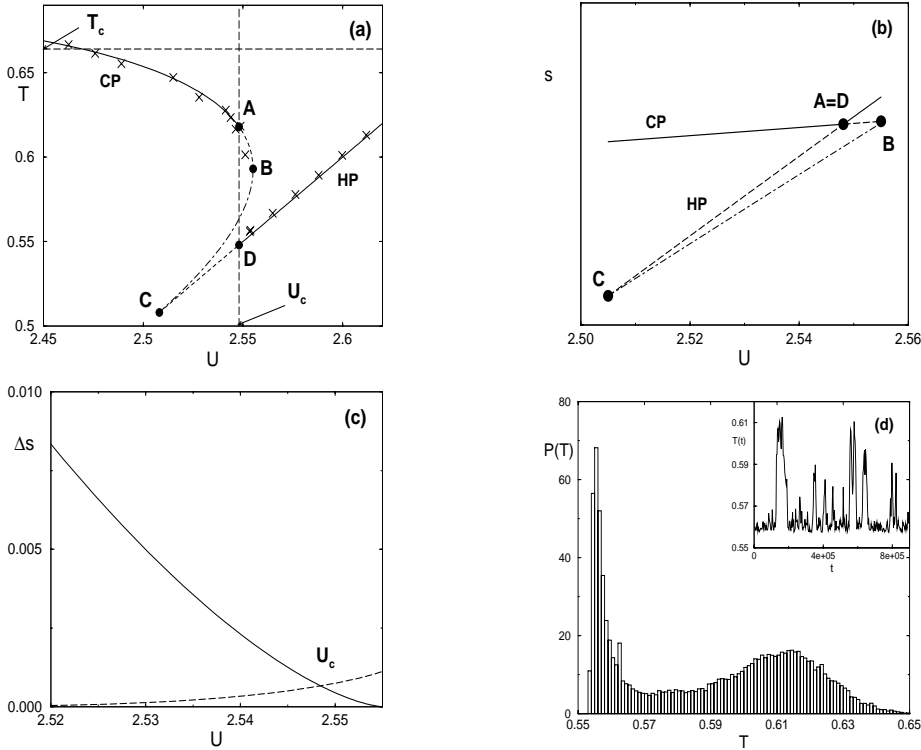 (a)
T_c
0.65
T
CP
A
0.6
B
HP
0.55
D
C
U_c
0.5
2.45
2.5
2.55
2.6
U
(b)
s
A=D
CP
B
HP
C
2.50
2.52
2.54
2.56
U
0.010
(c)
Δs
0.005
U_c
0.000
2.52
2.53
2.54
2.55
U
80
(d)
P(T)
60
40
20
0
0.55
0.57
0.59
0.61
0.63
0.65
T
0.61
T(t)
0.59
0.57
0.55
0
4e+05
8e+05
t